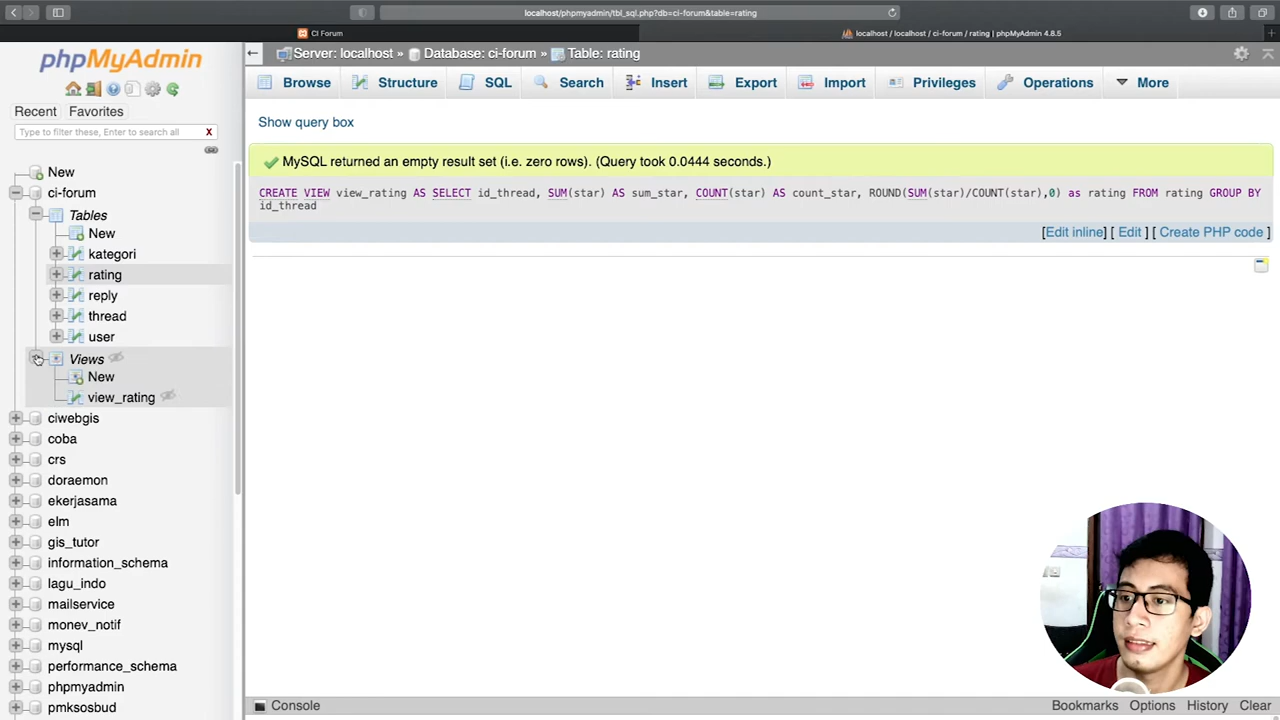 localhost/phpmyadmin/tbl_sql.php?db=ci-forum&table=rating
CI Forum
localhost / localhost / ci-forum / rating | phpMyAdmin 4.8.5
phpMyAdmin
Recent Favorites
Type to filter these, Enter to search all X
New
ci-forum
Tables
New
kategori
rating
reply
thread
user
Views
New
view_rating
ciwebgis
coba
crs
doraemon
ekerjasama
elm
gis_tutor
information_schema
lagu_indo
mailservice
monev_notif
mysql
performance_schema
phpmyadmin
pmksosbud
Server: localhost » Database: ci-forum » Table: rating
Browse Structure SQL Search Insert Export Import Privileges Operations More
Show query box
MySQL returned an empty result set (i.e. zero rows). (Query took 0.0444 seconds.)
CREATE VIEW view_rating AS SELECT id_thread, SUM(star) AS sum_star, COUNT(star) AS count_star, ROUND(SUM(star)/COUNT(star),0) as rating FROM rating GROUP BY
id_thread
[Edit inline] [ Edit ] [ Create PHP code ]
Console
Bookmarks Options History Clear